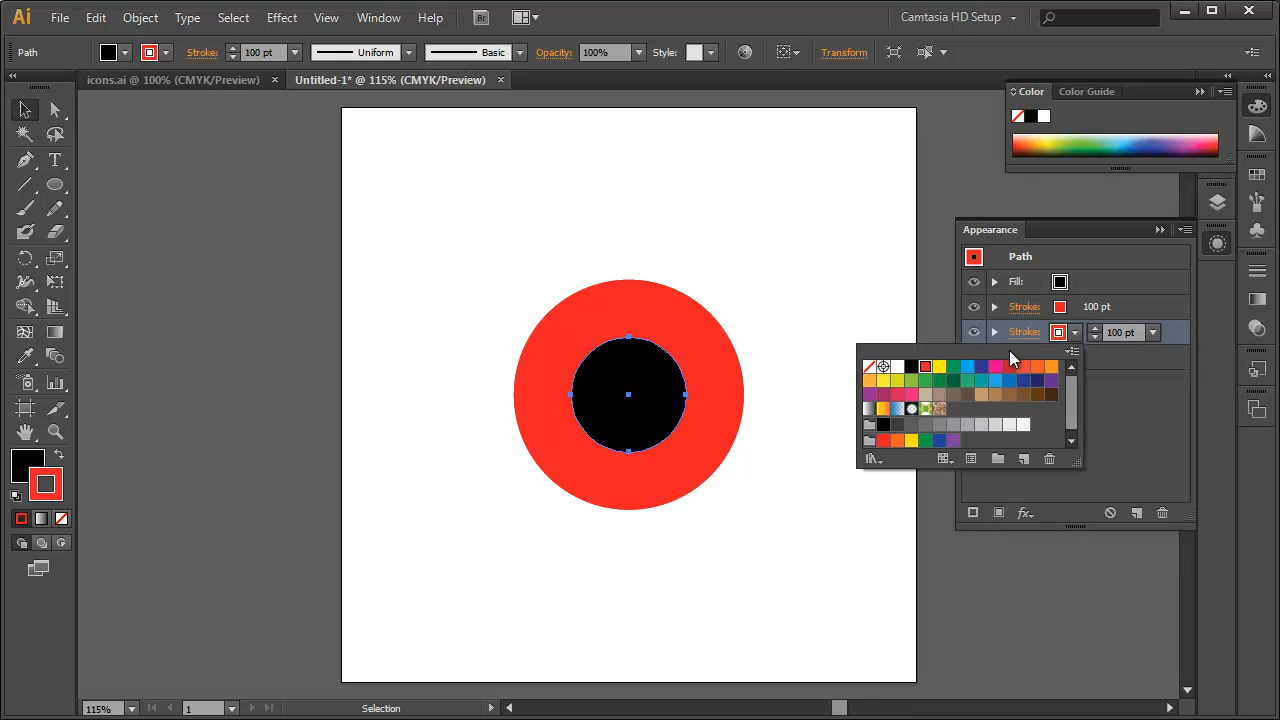 Ai File Edit Object Type Select Effect View Window Help Br Camtasia HD Setup
Path Stroke: 100 pt Uniform Basic Opacity: 100% Style: Transform
icons.ai @ 100% (CMYK/Preview) Untitled-1* @ 115% (CMYK/Preview)
Color Color Guide
Appearance
Path
Fill:
Stroke: 100 pt
Stroke: 100 pt
fx
115% 1 Selection